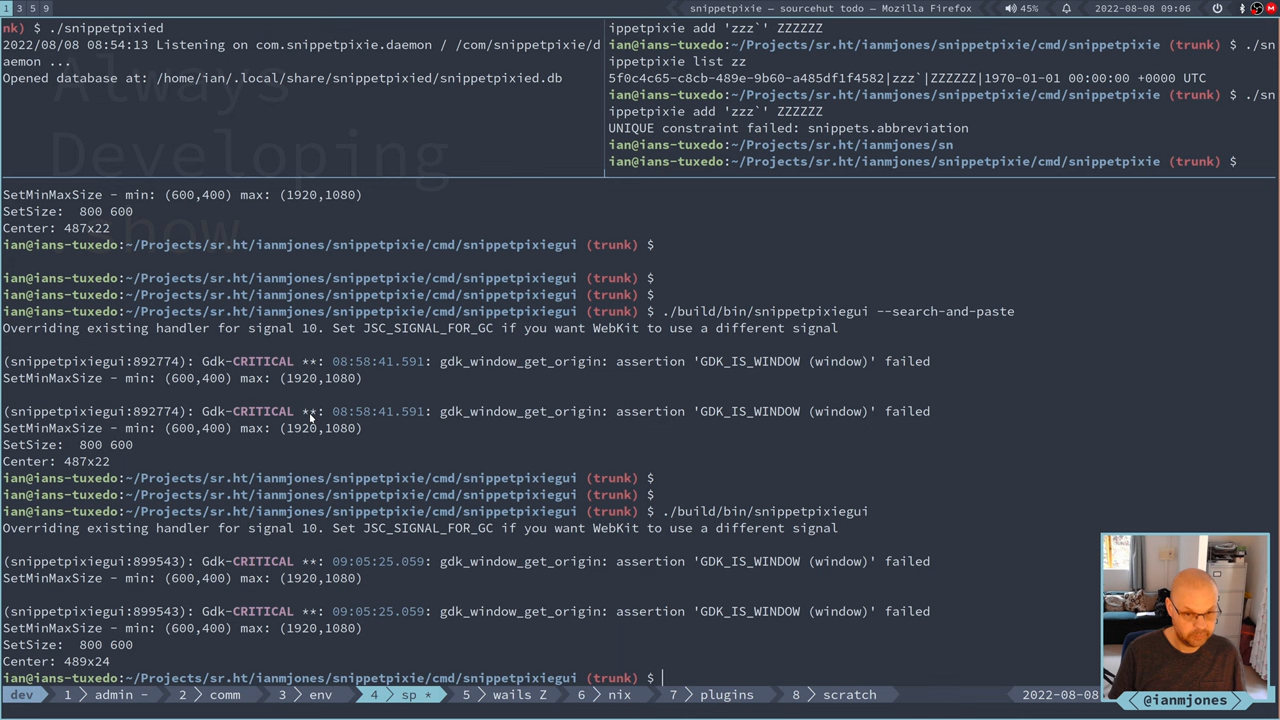 1 3 5 9
snippetpixie — sourcehut todo — Mozilla Firefox
45%
2022-08-08 09:06
nk) $ ./snippetpixied
2022/08/08 08:54:13 Listening on com.snippetpixie.daemon / /com/snippetpixie/d
aemon ...
Opened database at: /home/ian/.local/share/snippetpixied/snippetpixied.db
Always
Developing
Show
ippetpixie add 'zzz`' ZZZZZZ
ian@ians-tuxedo:~/Projects/sr.ht/ianmjones/snippetpixie/cmd/snippetpixie (trunk) $ ./sn
ippetpixie list zz
5f0c4c65-c8cb-489e-9b60-a485df1f4582|zzz`|ZZZZZZ|1970-01-01 00:00:00 +0000 UTC
ian@ians-tuxedo:~/Projects/sr.ht/ianmjones/snippetpixie/cmd/snippetpixie (trunk) $ ./sn
ippetpixie add 'zzz`' ZZZZZZ
UNIQUE constraint failed: snippets.abbreviation
ian@ians-tuxedo:~/Projects/sr.ht/ianmjones/sn
ian@ians-tuxedo:~/Projects/sr.ht/ianmjones/snippetpixie/cmd/snippetpixie (trunk) $
SetMinMaxSize - min: (600,400) max: (1920,1080)
SetSize:  800 600
Center: 487x22
ian@ians-tuxedo:~/Projects/sr.ht/ianmjones/snippetpixie/cmd/snippetpixiegui (trunk) $
ian@ians-tuxedo:~/Projects/sr.ht/ianmjones/snippetpixie/cmd/snippetpixiegui (trunk) $
ian@ians-tuxedo:~/Projects/sr.ht/ianmjones/snippetpixie/cmd/snippetpixiegui (trunk) $
ian@ians-tuxedo:~/Projects/sr.ht/ianmjones/snippetpixie/cmd/snippetpixiegui (trunk) $ ./build/bin/snippetpixiegui --search-and-paste
Overriding existing handler for signal 10. Set JSC_SIGNAL_FOR_GC if you want WebKit to use a different signal
(snippetpixiegui:892774): Gdk-CRITICAL **: 08:58:41.591: gdk_window_get_origin: assertion 'GDK_IS_WINDOW (window)' failed
SetMinMaxSize - min: (600,400) max: (1920,1080)
(snippetpixiegui:892774): Gdk-CRITICAL **: 08:58:41.591: gdk_window_get_origin: assertion 'GDK_IS_WINDOW (window)' failed
SetMinMaxSize - min: (600,400) max: (1920,1080)
SetSize:  800 600
Center: 487x22
ian@ians-tuxedo:~/Projects/sr.ht/ianmjones/snippetpixie/cmd/snippetpixiegui (trunk) $
ian@ians-tuxedo:~/Projects/sr.ht/ianmjones/snippetpixie/cmd/snippetpixiegui (trunk) $
ian@ians-tuxedo:~/Projects/sr.ht/ianmjones/snippetpixie/cmd/snippetpixiegui (trunk) $ ./build/bin/snippetpixiegui
Overriding existing handler for signal 10. Set JSC_SIGNAL_FOR_GC if you want WebKit to use a different signal
(snippetpixiegui:899543): Gdk-CRITICAL **: 09:05:25.059: gdk_window_get_origin: assertion 'GDK_IS_WINDOW (window)' failed
SetMinMaxSize - min: (600,400) max: (1920,1080)
(snippetpixiegui:899543): Gdk-CRITICAL **: 09:05:25.059: gdk_window_get_origin: assertion 'GDK_IS_WINDOW (window)' failed
SetMinMaxSize - min: (600,400) max: (1920,1080)
SetSize:  800 600
Center: 489x24
ian@ians-tuxedo:~/Projects/sr.ht/ianmjones/snippetpixie/cmd/snippetpixiegui (trunk) $
dev 1 admin - 2 comm 3 env 4 sp * 5 wails Z 6 nix 7 plugins 8 scratch 2022-08-08
@ianmjones